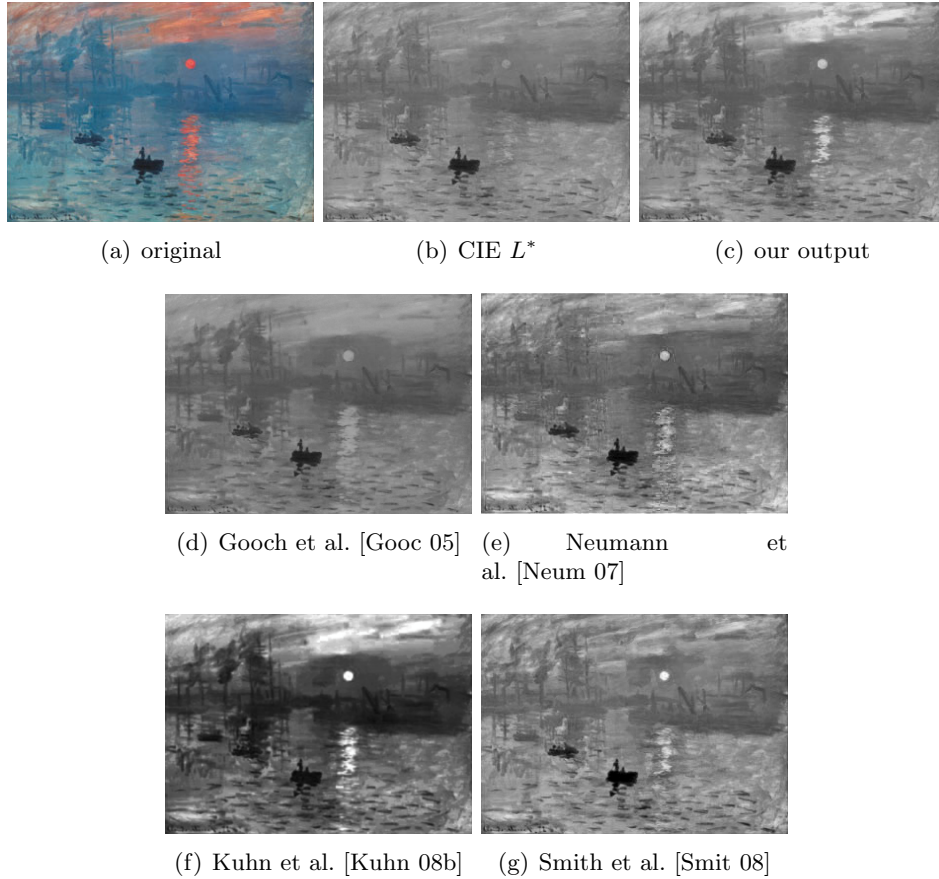 (a) original
(b) CIE L*
(c) our output
(d) Gooch et al. [Gooc 05]
(e) Neumann et
al. [Neum 07]
(f) Kuhn et al. [Kuhn 08b]
(g) Smith et al. [Smit 08]